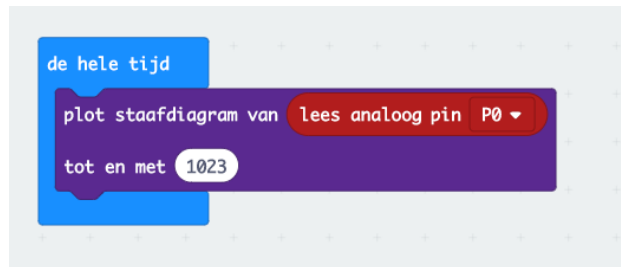 de hele tijd
plot staafdiagram van lees analoog pin P0
tot en met 1023